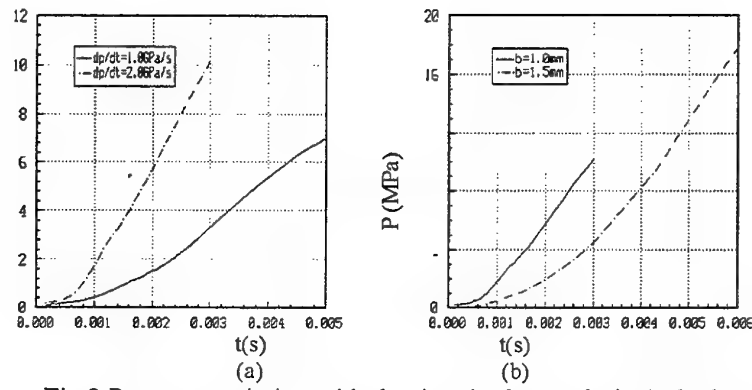 12
10
8
6
4
2
0
dp/dt=1.0GPa/s
dp/dt=2.0GPa/s
0.000 0.001 0.002 0.003 0.004 0.005
t(s)
(a)
P (MPa)
20
16
0
b=1.0mm
b=1.5mm
0.000 0.001 0.002 0.003 0.004 0.005 0.006
t(s)
(b)